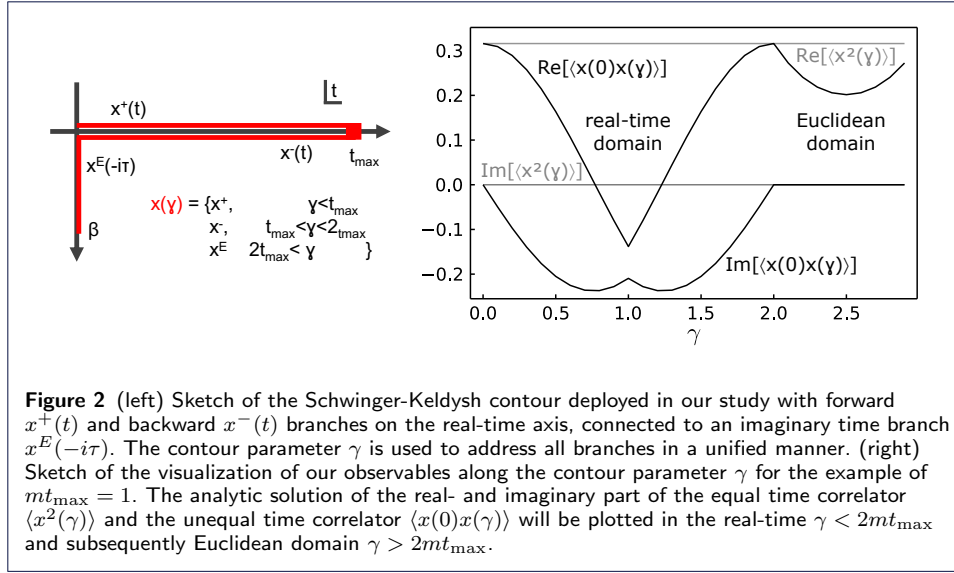 t
x⁺(t)
x⁻(t)
t_max
xᴱ(-iτ)
x(ɣ) = {x⁺, ɣ<t_max
x⁻, t_max<ɣ<2t_max
xᴱ 2t_max< ɣ }
β
0.3
0.2
0.1
0.0
−0.1
−0.2
Re[⟨x²(ɣ)⟩]
Re[⟨x(0)x(ɣ)⟩]
real-time
domain
Euclidean
domain
Im[⟨x²(ɣ)⟩]
Im[⟨x(0)x(ɣ)⟩]
0.0 0.5 1.0 1.5 2.0 2.5
γ
Figure 2 (left) Sketch of the Schwinger-Keldysh contour deployed in our study with forward
x⁺(t) and backward x⁻(t) branches on the real-time axis, connected to an imaginary time branch
xᴱ(−iτ). The contour parameter γ is used to address all branches in a unified manner. (right)
Sketch of the visualization of our observables along the contour parameter γ for the example of
mt_max = 1. The analytic solution of the real- and imaginary part of the equal time correlator
⟨x²(γ)⟩ and the unequal time correlator ⟨x(0)x(γ)⟩ will be plotted in the real-time γ < 2mt_max
and subsequently Euclidean domain γ > 2mt_max.